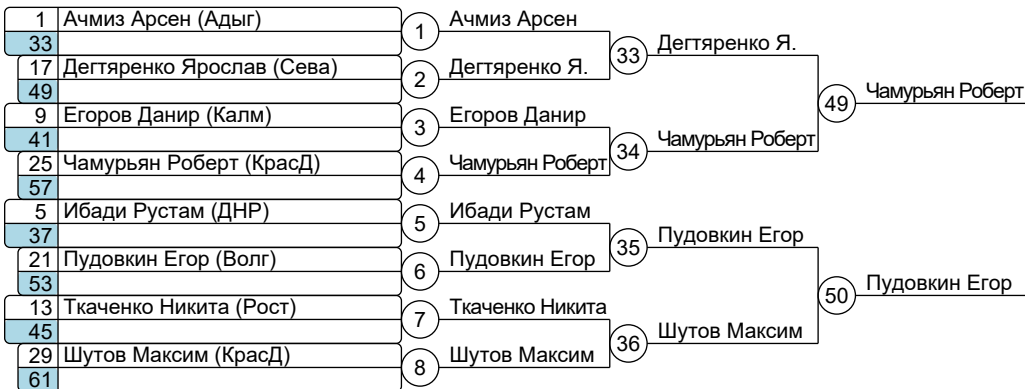 1 Ачмиз Арсен (Адыг)
33
17 Дегтяренко Ярослав (Сева)
49
9 Егоров Данир (Калм)
41
25 Чамурьян Роберт (КрасД)
57
5 Ибади Рустам (ДНР)
37
21 Пудовкин Егор (Волг)
53
13 Ткаченко Никита (Рост)
45
29 Шутов Максим (КрасД)
61
1 Ачмиз Арсен
2 Дегтяренко Я.
3 Егоров Данир
4 Чамурьян Роберт
5 Ибади Рустам
6 Пудовкин Егор
7 Ткаченко Никита
8 Шутов Максим
33 Дегтяренко Я.
34 Чамурьян Роберт
35 Пудовкин Егор
36 Шутов Максим
49 Чамурьян Роберт
50 Пудовкин Егор